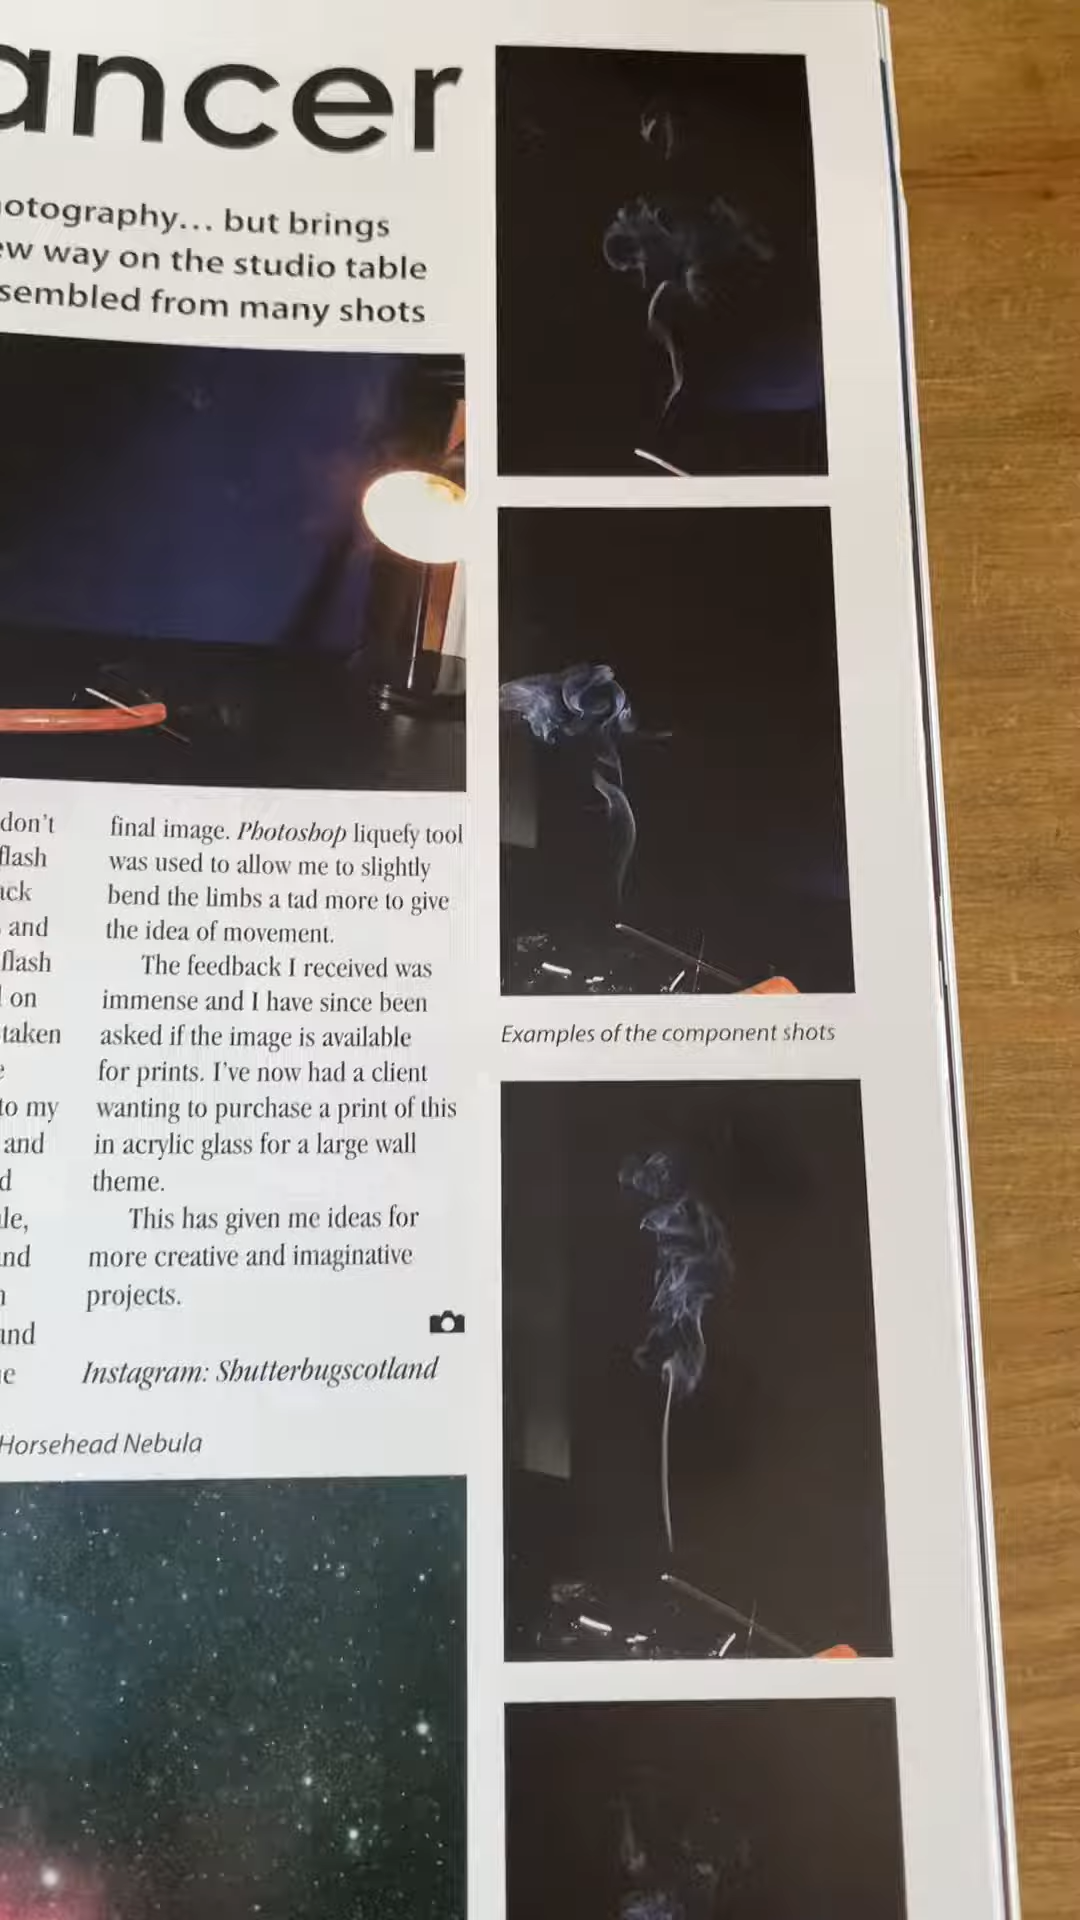 ancer
otography... but brings
ew way on the studio table
sembled from many shots
don't
flash
ack
and
flash
on
taken
e
to my
and
d
le,
nd
and
e
final image. Photoshop liquefy tool
was used to allow me to slightly
bend the limbs a tad more to give
the idea of movement.
The feedback I received was
immense and I have since been
asked if the image is available
for prints. I've now had a client
wanting to purchase a print of this
in acrylic glass for a large wall
theme.
This has given me ideas for
more creative and imaginative
projects.
Instagram: Shutterbugscotland
Horsehead Nebula
Examples of the component shots